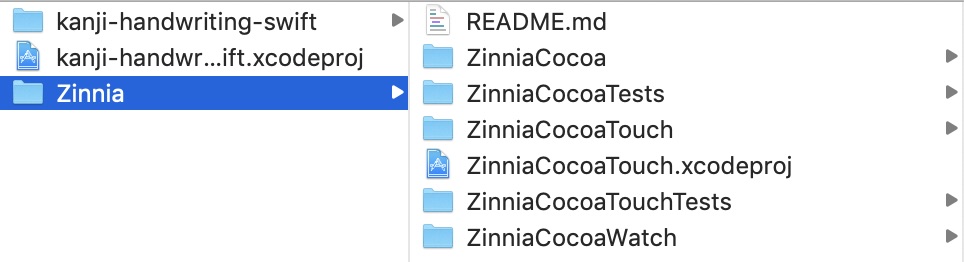 kanji-handwriting-swift
kanji-handwr...ift.xcodeproj
Zinnia
README.md
ZinniaCocoa
ZinniaCocoaTests
ZinniaCocoaTouch
ZinniaCocoaTouch.xcodeproj
ZinniaCocoaTouchTests
ZinniaCocoaWatch